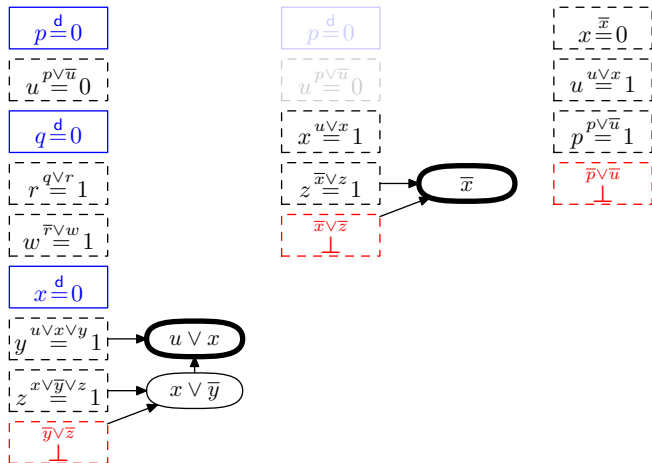 p =ᵈ 0
u =^{p∨u̅} 0
q =ᵈ 0
r =^{q∨r} 1
w =^{r̅∨w} 1
x =ᵈ 0
y =^{u∨x∨y} 1
u ∨ x
z =^{x∨y̅∨z} 1
x ∨ y̅
y̅∨z̅
⊥
p =ᵈ 0
u =^{p∨u̅} 0
x =^{u∨x} 1
z =^{x̅∨z} 1
x̅
x̅∨z̅
⊥
x =^{x̅} 0
u =^{u∨x} 1
p =^{p∨u̅} 1
p̅∨u̅
⊥